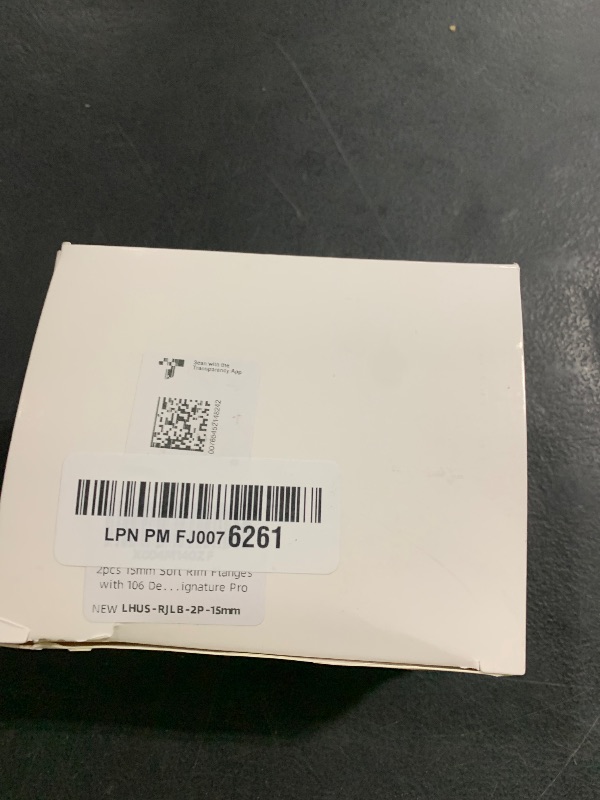 Scan with the
Transparency App
LPN PM FJ007 6261
2pcs 15mm Soft Rim Flanges
with 106 De...ignature Pro
NEW LHUS-RJLB-2P-15mm